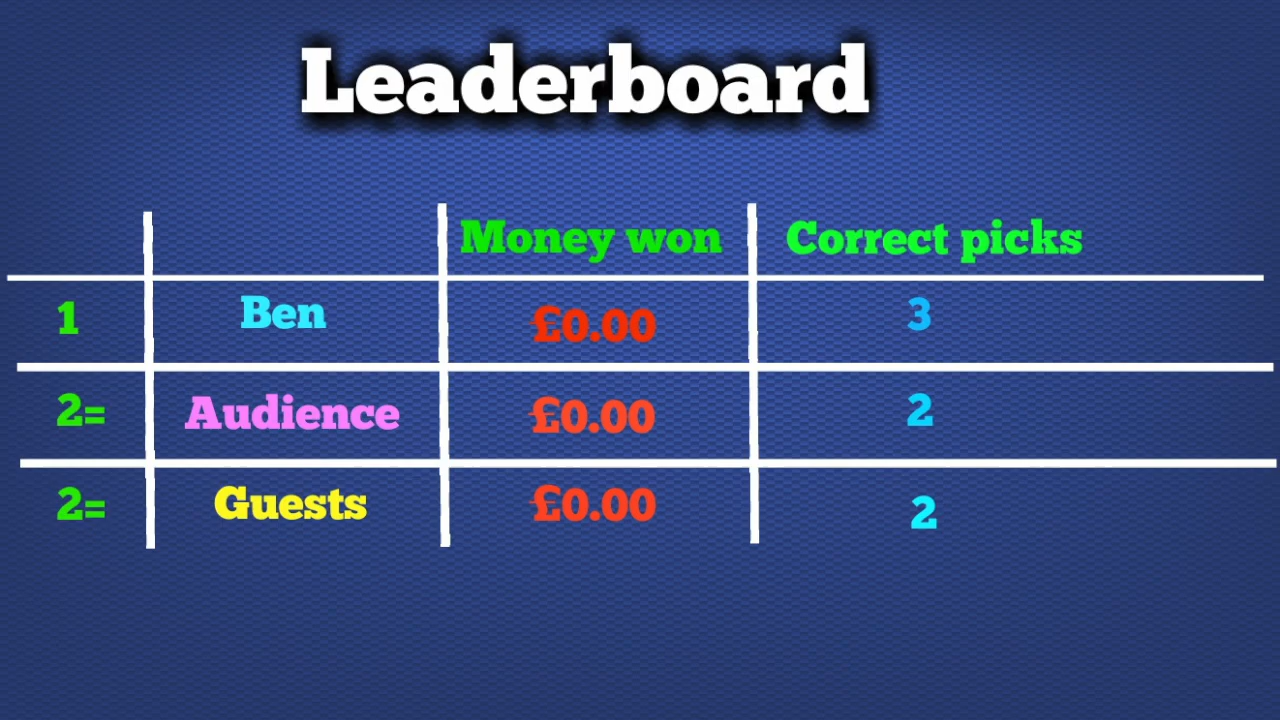 Leaderboard
Money won Correct picks
1 Ben £0.00 3
2= Audience £0.00 2
2= Guests £0.00 2